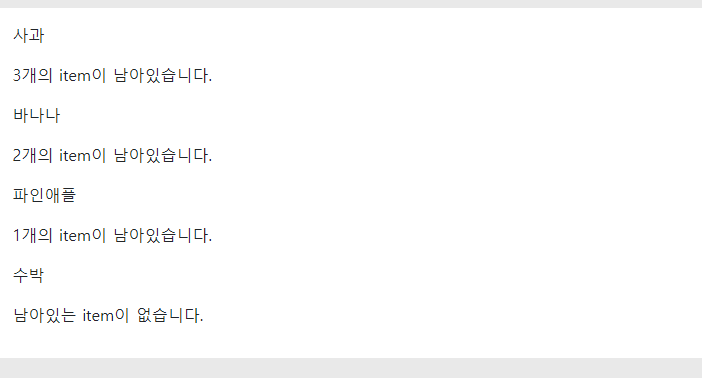 사과
3개의 item이 남아있습니다.
바나나
2개의 item이 남아있습니다.
파인애플
1개의 item이 남아있습니다.
수박
남아있는 item이 없습니다.